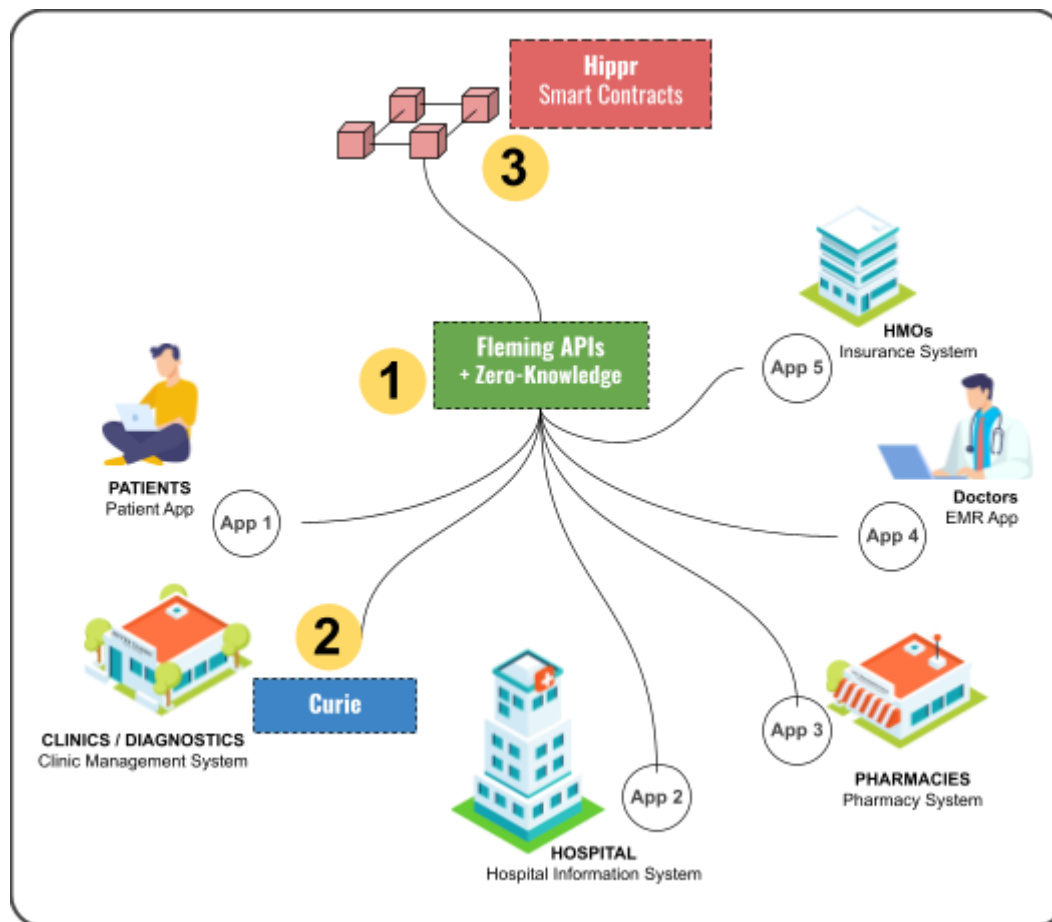 Hippr
Smart Contracts
3
Fleming APIs
+ Zero-Knowledge
1
HMOs
Insurance System
App 5
PATIENTS
Patient App
App 1
Doctors
EMR App
App 4
2
Curie
CLINICS / DIAGNOSTICS
Clinic Management System
App 3
PHARMACIES
Pharmacy System
App 2
HOSPITAL
Hospital Information System